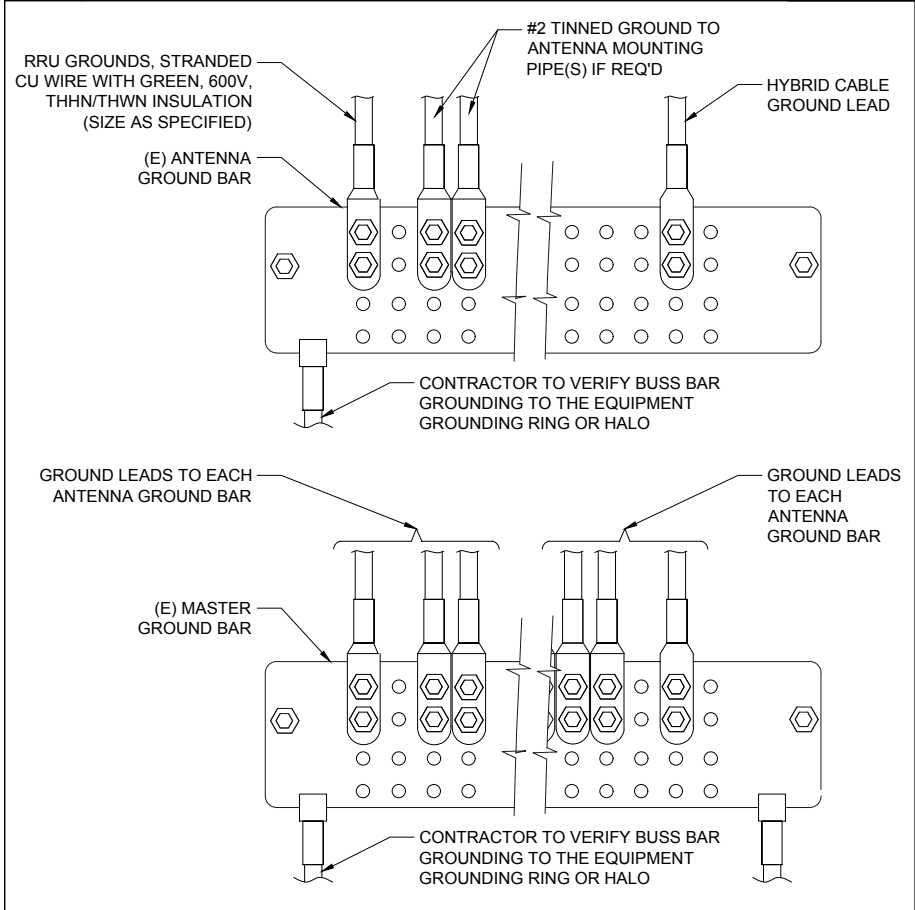 RRU GROUNDS, STRANDED
CU WIRE WITH GREEN, 600V,
THHN/THWN INSULATION
(SIZE AS SPECIFIED)
#2 TINNED GROUND TO
ANTENNA MOUNTING
PIPE(S) IF REQ'D
HYBRID CABLE
GROUND LEAD
(E) ANTENNA
GROUND BAR
CONTRACTOR TO VERIFY BUSS BAR
GROUNDING TO THE EQUIPMENT
GROUNDING RING OR HALO
GROUND LEADS TO EACH
ANTENNA GROUND BAR
GROUND LEADS
TO EACH
ANTENNA
GROUND BAR
(E) MASTER
GROUND BAR
CONTRACTOR TO VERIFY BUSS BAR
GROUNDING TO THE EQUIPMENT
GROUNDING RING OR HALO